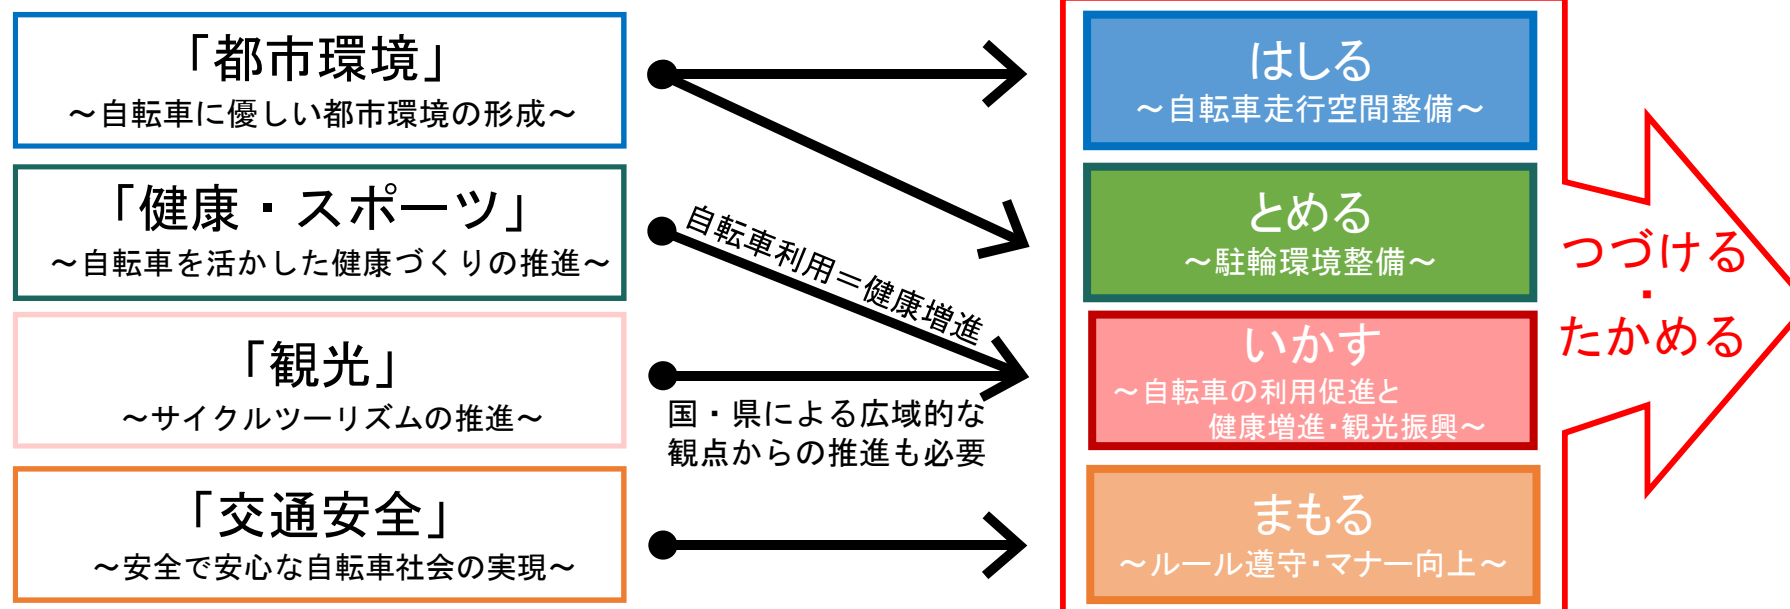 「都市環境」
～自転車に優しい都市環境の形成～
「健康・スポーツ」
～自転車を活かした健康づくりの推進～
「観光」
～サイクルツーリズムの推進～
「交通安全」
～安全で安心な自転車社会の実現～
自転車利用＝健康増進
国・県による広域的な
観点からの推進も必要
はしる
～自転車走行空間整備～
とめる
～駐輪環境整備～
いかす
～自転車の利用促進と
健康増進・観光振興～
まもる
～ルール遵守・マナー向上～
つづける
・
たかめる